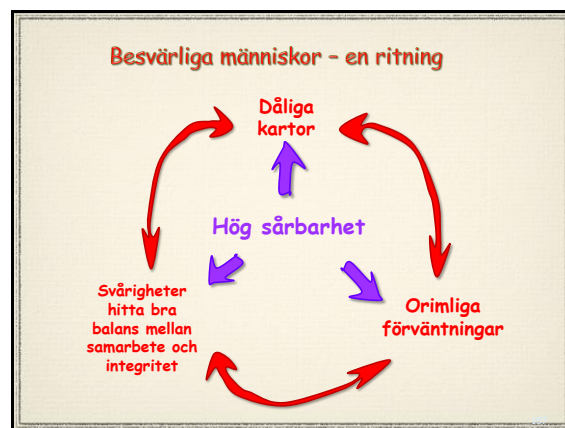 Besvärliga människor – en ritning
Dåliga
kartor
Hög sårbarhet
Svårigheter
hitta bra
balans mellan
samarbete och
integritet
Orimliga
förväntningar